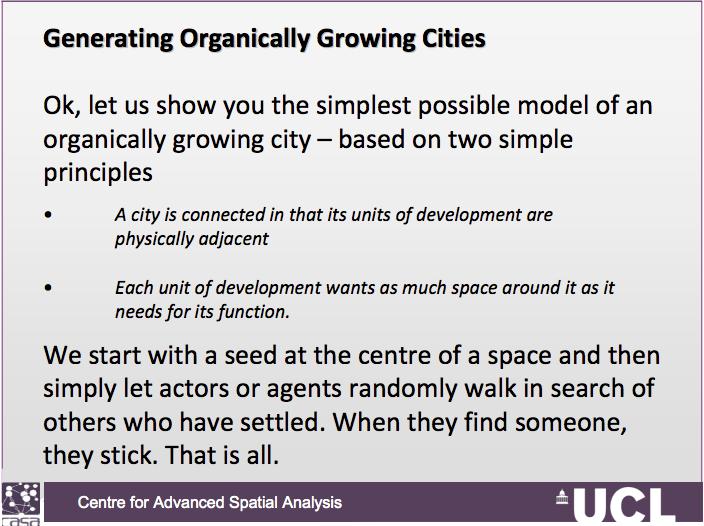 Generating Organically Growing Cities
Ok, let us show you the simplest possible model of an
organically growing city – based on two simple
principles
• A city is connected in that its units of development are
physically adjacent
• Each unit of development wants as much space around it as it
needs for its function.
We start with a seed at the centre of a space and then
simply let actors or agents randomly walk in search of
others who have settled. When they find someone,
they stick. That is all.
casa
Centre for Advanced Spatial Analysis
UCL